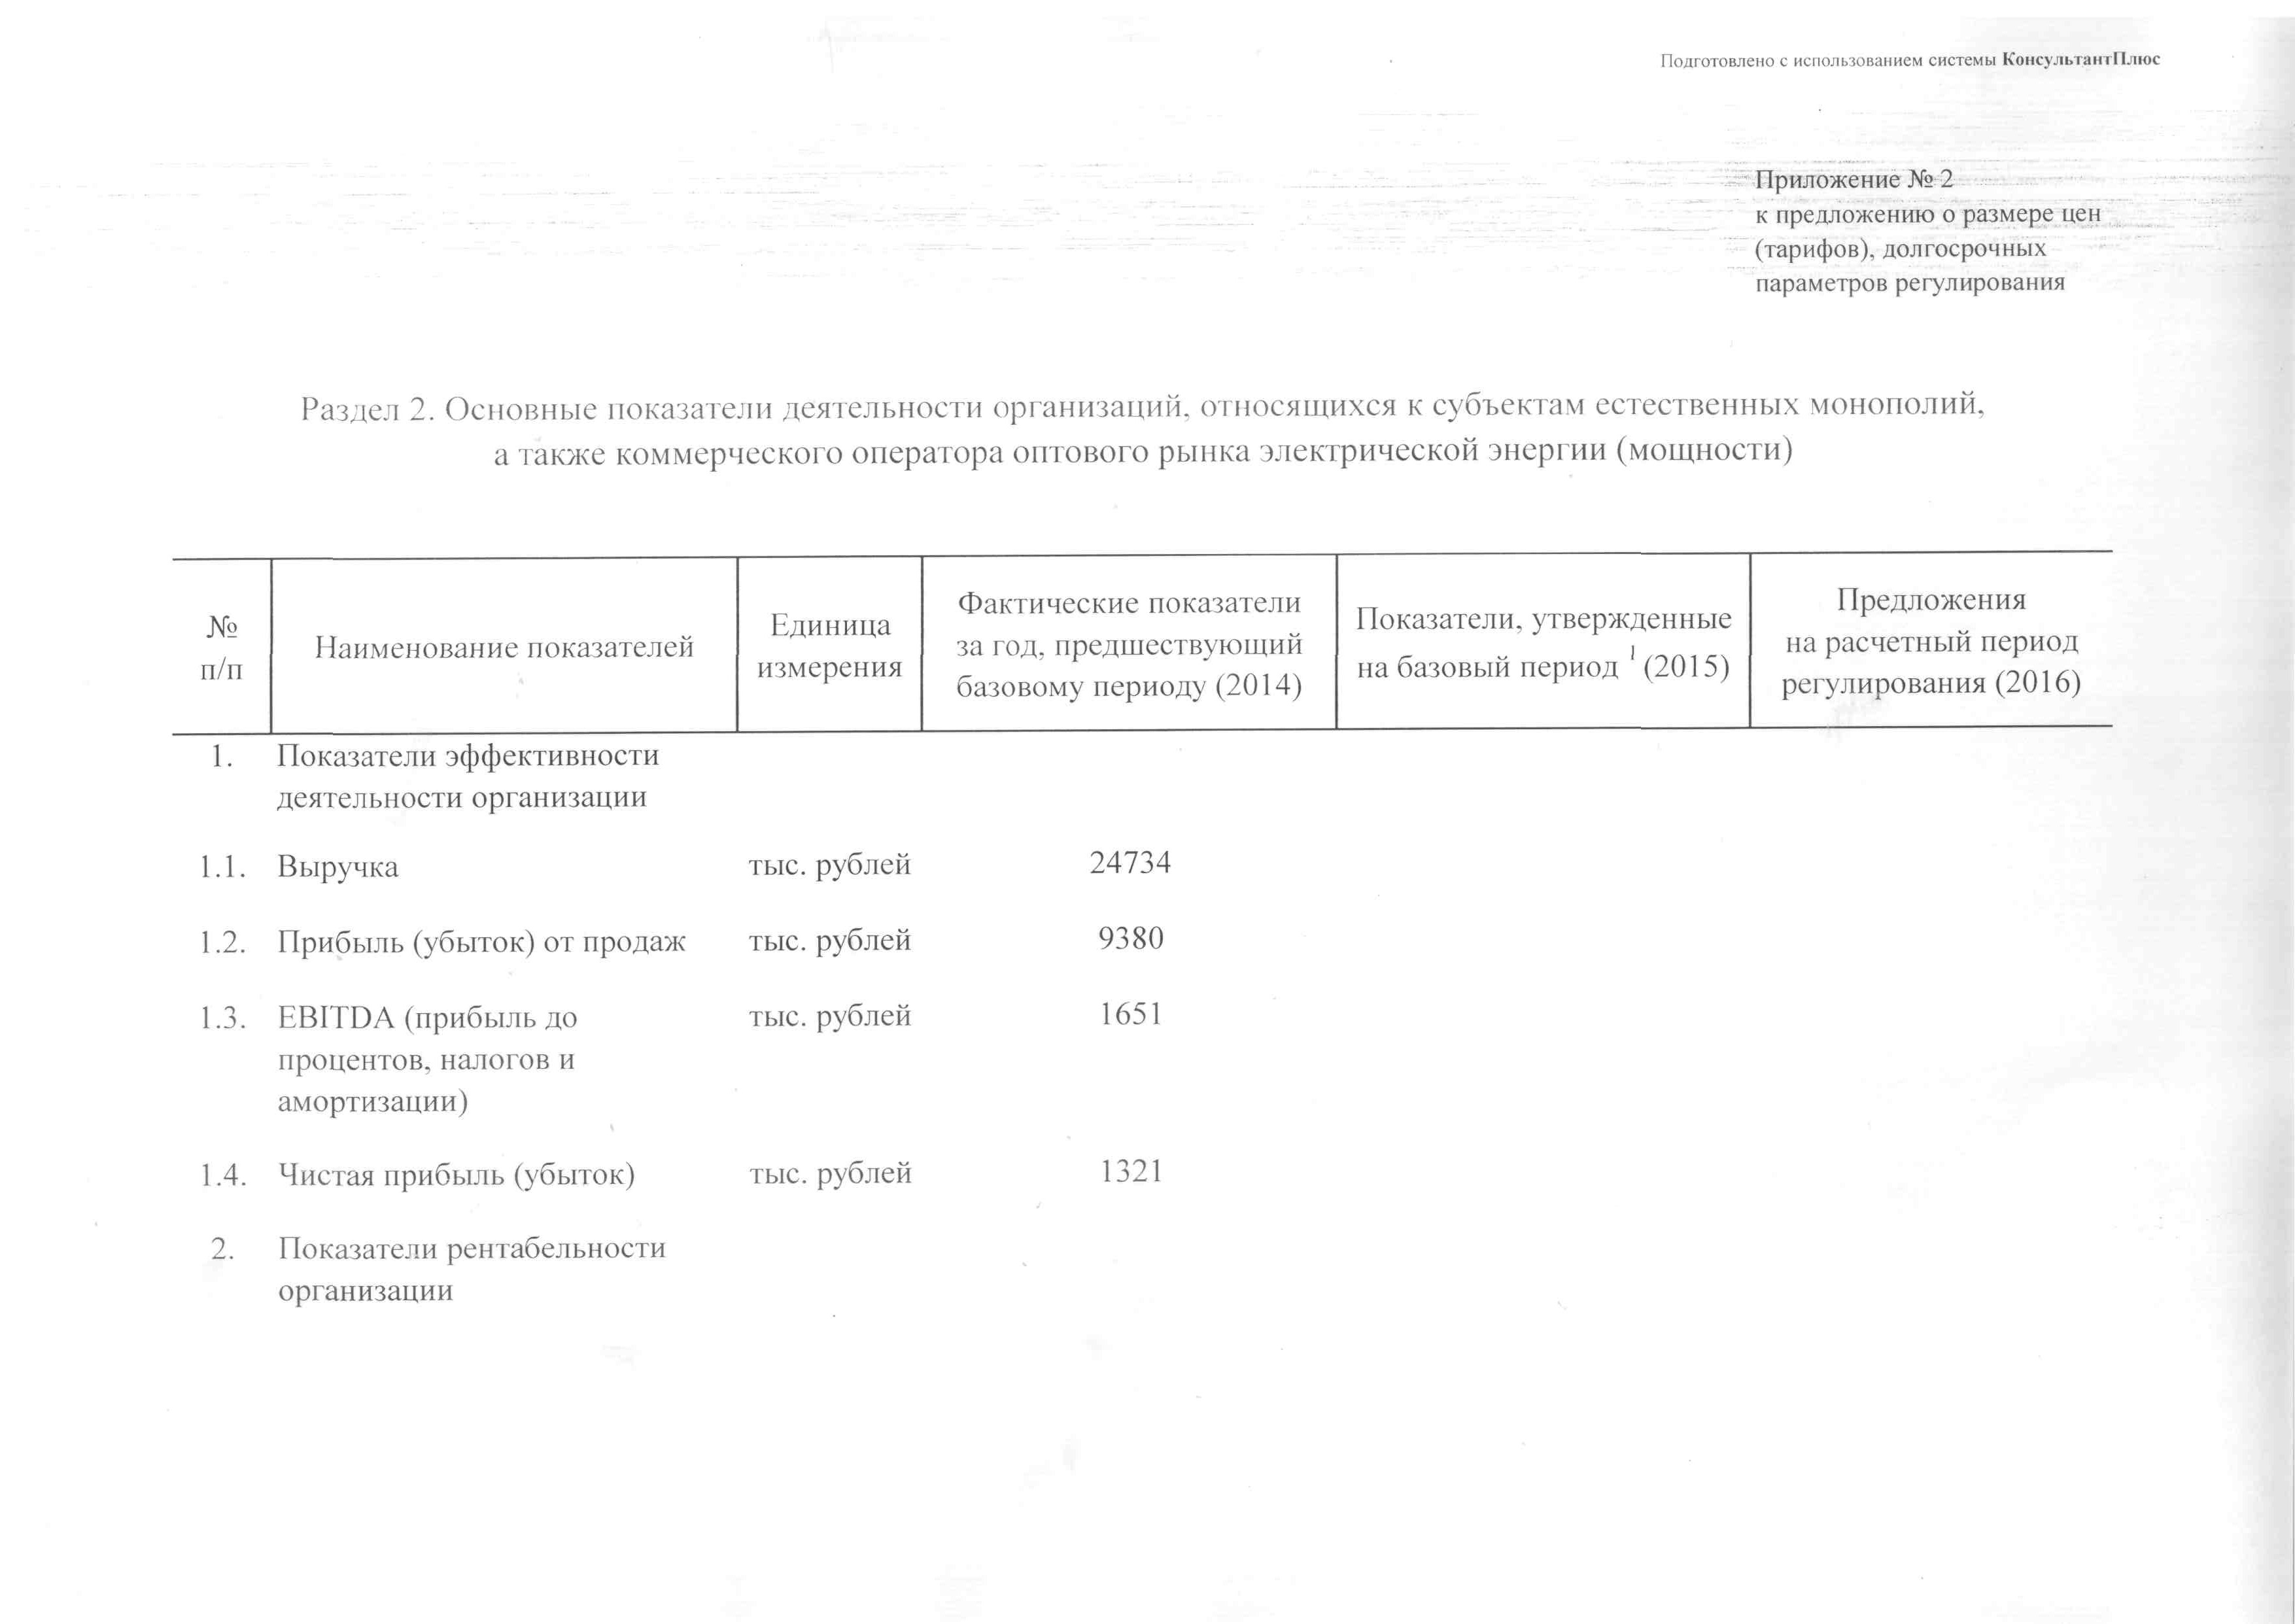 Подготовлено с использованием системы КонсультантПлюс
Приложение № 2
к предложению о размере цен
(тарифов), долгосрочных
параметров регулирования
Раздел 2. Основные показатели деятельности организаций, относящихся к субъектам естественных монополий,
а также коммерческого оператора оптового рынка электрической энергии (мощности)
№
п/п
Наименование показателей
Единица
измерения
Фактические показатели
за год, предшествующий
базовому периоду (2014)
Показатели, утвержденные
на базовый период 1 (2015)
Предложения
на расчетный период
регулирования (2016)
1. Показатели эффективности
деятельности организации
1.1. Выручка тыс. рублей 24734
1.2. Прибыль (убыток) от продаж тыс. рублей 9380
1.3. EBITDA (прибыль до тыс. рублей 1651
процентов, налогов и
амортизации)
1.4. Чистая прибыль (убыток) тыс. рублей 1321
2. Показатели рентабельности
организации